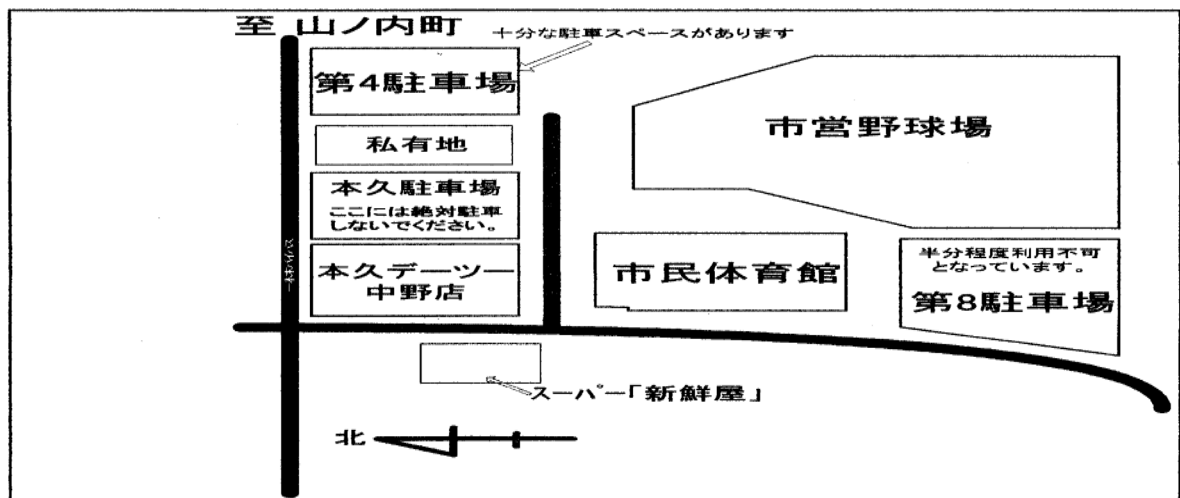 至 山ノ内町
十分な駐車スペースがあります
第4駐車場
私有地
本久駐車場
ここには絶対駐車
しないでください。
本久デーツー
中野店
市営野球場
市民体育館
半分程度利用不可
となっています。
第8駐車場
スーパー「新鮮屋」
北